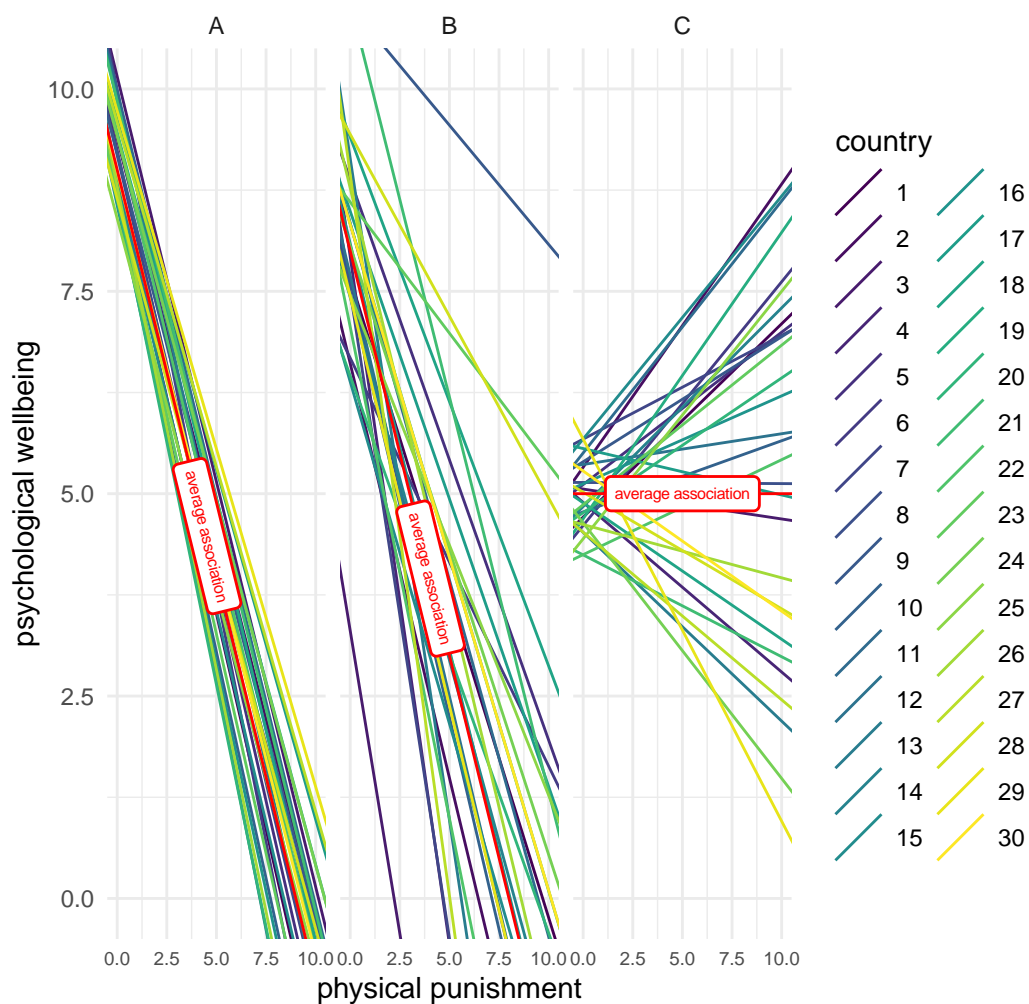 A B C
10.0
7.5
5.0
2.5
0.0
psychological wellbeing
average association
average association
average association
0.0 2.5 5.0 7.5 10.0 0.0 2.5 5.0 7.5 10.0 0.0 2.5 5.0 7.5 10.0
physical punishment
country
1 16
2 17
3 18
4 19
5 20
6 21
7 22
8 23
9 24
10 25
11 26
12 27
13 28
14 29
15 30